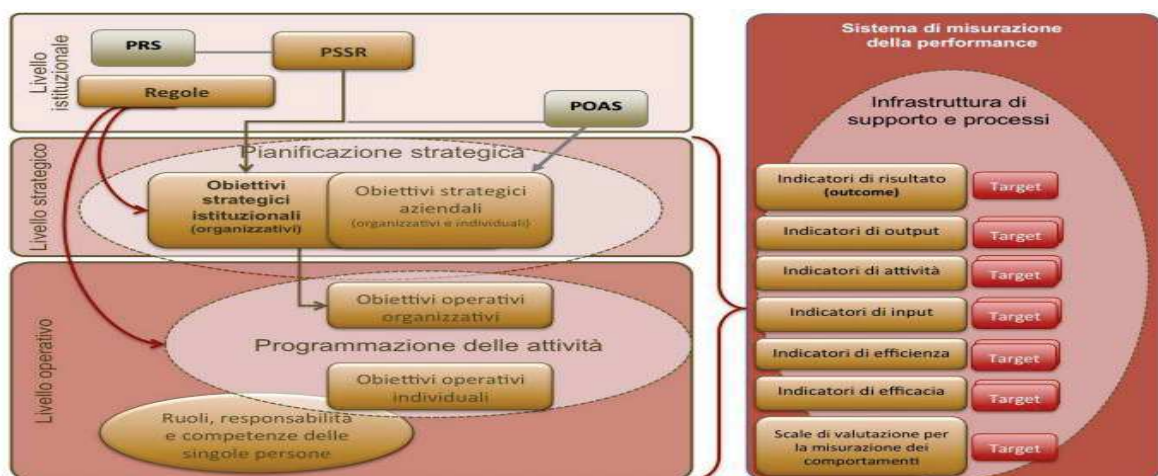 Livello
istituzionale
PRS
PSSR
Regole
POAS
Livello strategico
Pianificazione strategica
Obiettivi
strategici
istituzionali
(organizzativi)
Obiettivi strategici
aziendali
(organizzativi e individuali)
Livello operativo
Obiettivi operativi
organizzativi
Programmazione delle attività
Obiettivi operativi
individuali
Ruoli, responsabilità
e competenze delle
singole persone
Sistema di misurazione
della performance
Infrastruttura di
supporto e processi
Indicatori di risultato
(outcome)
Target
Indicatori di output
Target
Indicatori di attività
Target
Indicatori di input
Target
Indicatori di efficienza
Target
Indicatori di efficacia
Target
Scale di valutazione per
la misurazione dei
comportamenti
Target